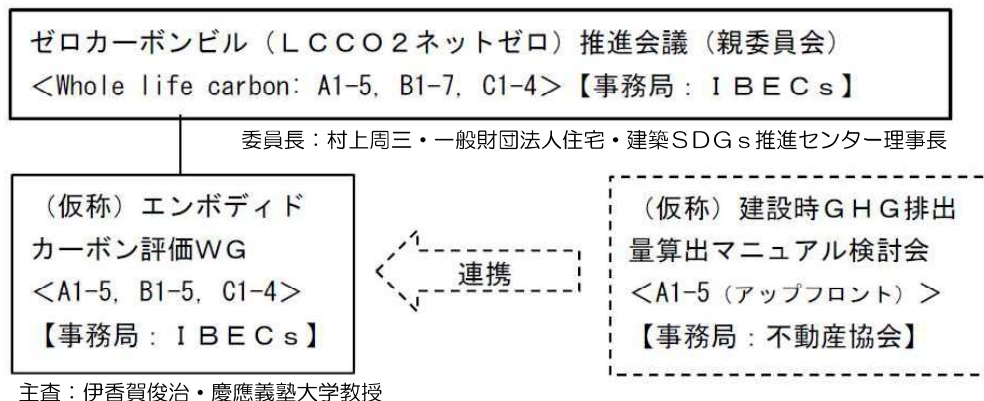 ゼロカーボンビル（ＬＣＣＯ２ネットゼロ）推進会議（親委員会）
＜Whole life carbon: A1-5, B1-7, C1-4＞【事務局：ＩＢＥＣｓ】
委員長：村上周三・一般財団法人住宅・建築ＳＤＧｓ推進センター理事長
（仮称）エンボディド
カーボン評価ＷＧ
＜A1-5, B1-5, C1-4＞
【事務局：ＩＢＥＣｓ】
主査：伊香賀俊治・慶應義塾大学教授
連携
（仮称）建設時ＧＨＧ排出
量算出マニュアル検討会
＜A1-5（アップフロント）＞
【事務局：不動産協会】